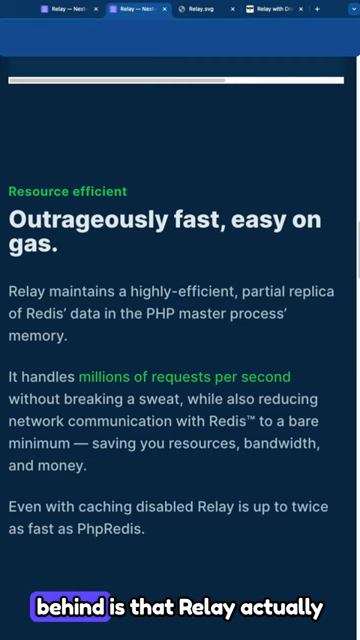 Relay — Next-
Relay — Next-
Relay.svg
Relay with Dr
Resource efficient
Outrageously fast, easy on
gas.
Relay maintains a highly-efficient, partial replica
of Redis’ data in the PHP master process’
memory.
It handles millions of requests per second
without breaking a sweat, while also reducing
network communication with Redis™ to a bare
minimum — saving you resources, bandwidth,
and money.
Even with caching disabled Relay is up to twice
as fast as PhpRedis.
behind is that Relay actually